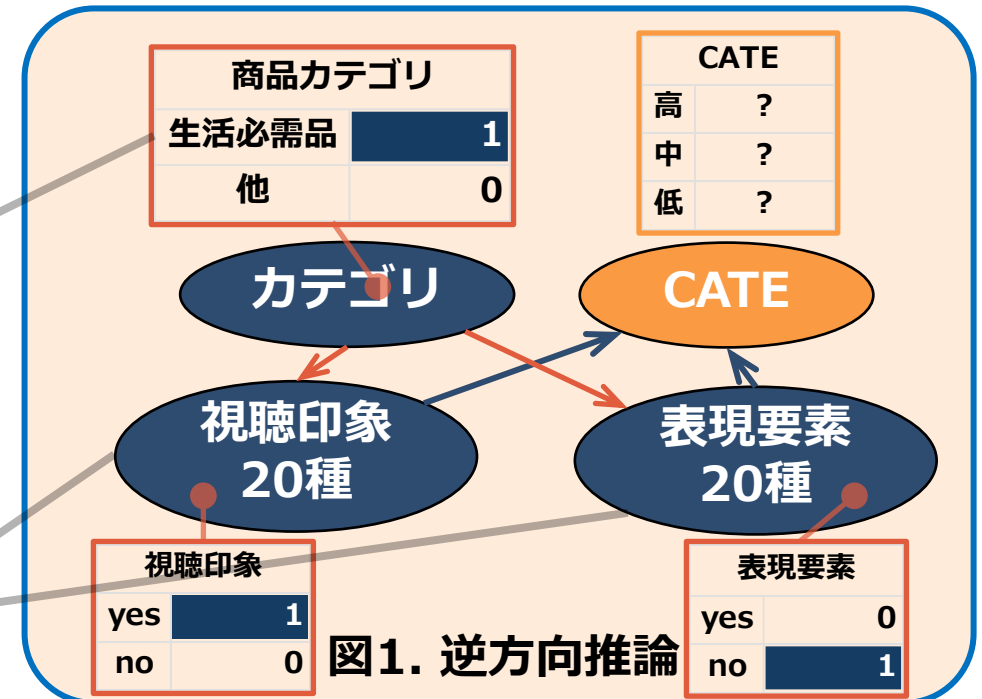 商品カテゴリ
生活必需品 1
他 0
CATE
高 ?
中 ?
低 ?
カテゴリ
CATE
視聴印象
20種
表現要素
20種
視聴印象
yes 1
no 0
図1. 逆方向推論
表現要素
yes 0
no 1